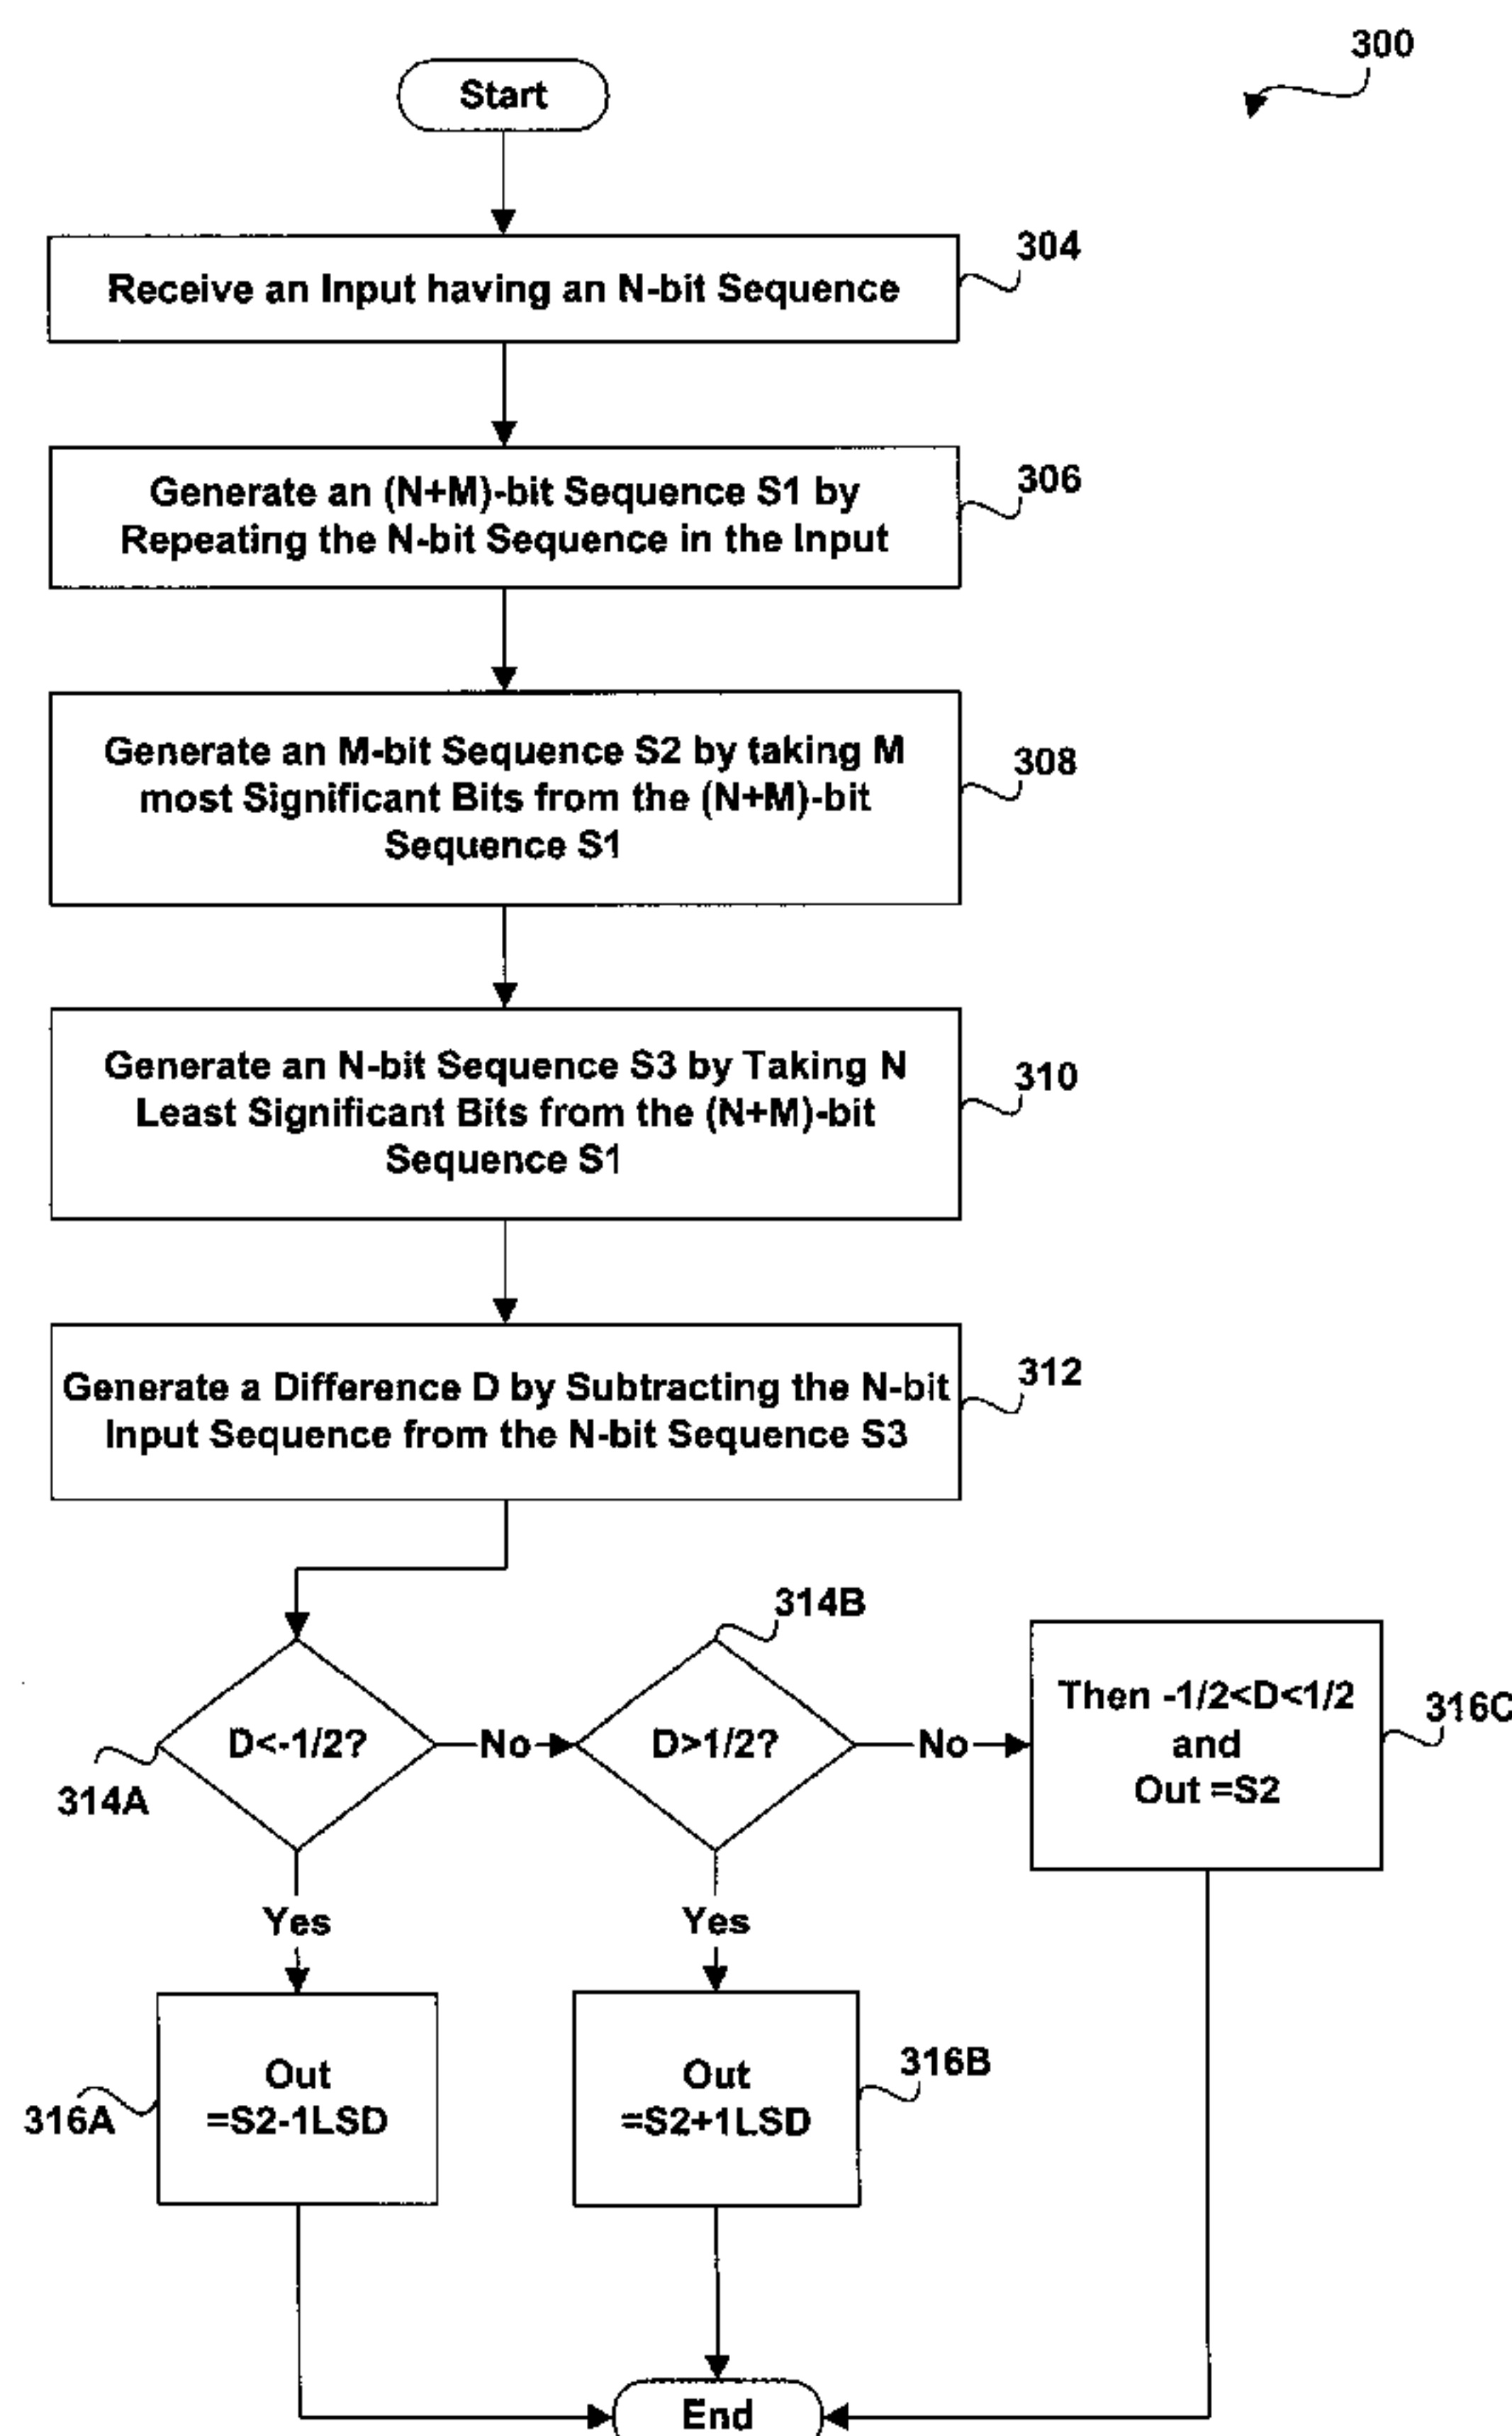 300
Start
304
Receive an Input having an N-bit Sequence
306
Generate an (N+M)-bit Sequence S1 by
Repeating the N-bit Sequence in the Input
308
Generate an M-bit Sequence S2 by taking M
most Significant Bits from the (N+M)-bit
Sequence S1
310
Generate an N-bit Sequence S3 by Taking N
Least Significant Bits from the (N+M)-bit
Sequence S1
312
Generate a Difference D by Subtracting the N-bit
Input Sequence from the N-bit Sequence S3
314A
D<-1/2?
No
314B
D>1/2?
No
Then -1/2<D<1/2
and
Out =S2
316C
Yes
Yes
316A
Out
=S2-1LSD
Out
=S2+1LSD
316B
End